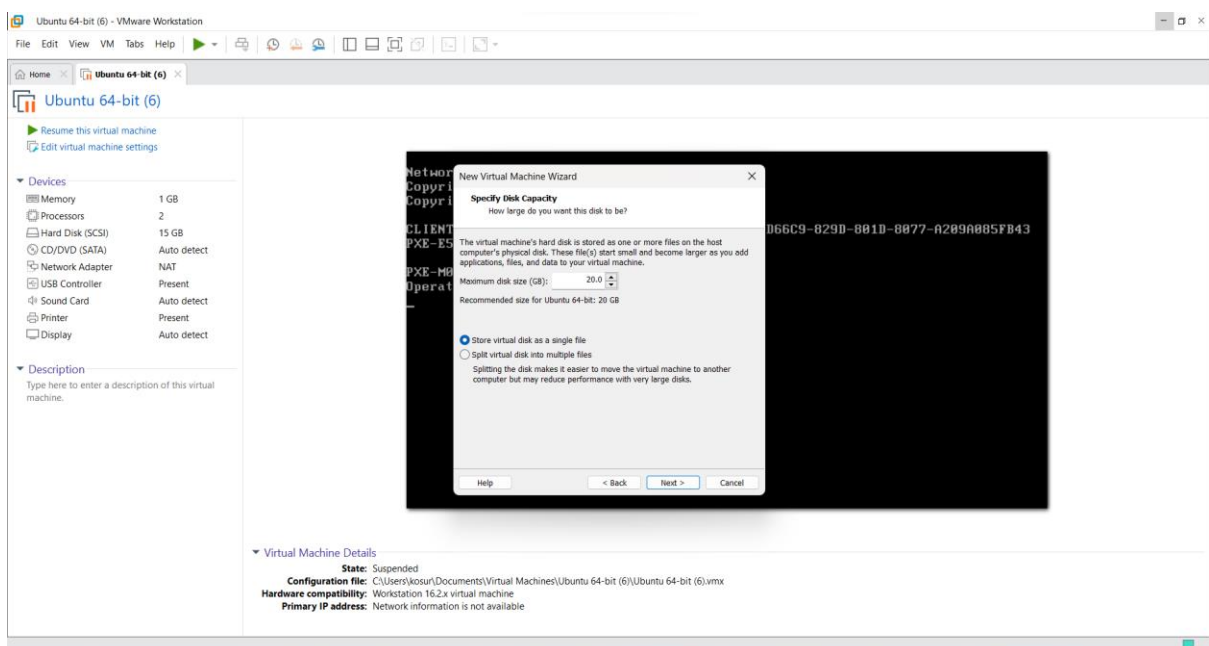 Ubuntu 64-bit (6) - VMware Workstation
File Edit View VM Tabs Help
Home
Ubuntu 64-bit (6)
Ubuntu 64-bit (6)
Resume this virtual machine
Edit virtual machine settings
Devices
Memory 1 GB
Processors 2
Hard Disk (SCSI) 15 GB
CD/DVD (SATA) Auto detect
Network Adapter NAT
USB Controller Present
Sound Card Auto detect
Printer Present
Display Auto detect
Description
Type here to enter a description of this virtual
machine.
Networ
Copyri
Copyri
CLIENT D66C9-829D-801D-8077-A209A085FB43
PXE-E5
PXE-M0
Operat
New Virtual Machine Wizard
Specify Disk Capacity
How large do you want this disk to be?
The virtual machine's hard disk is stored as one or more files on the host
computer's physical disk. These file(s) start small and become larger as you add
applications, files, and data to your virtual machine.
Maximum disk size (GB): 20.0
Recommended size for Ubuntu 64-bit: 20 GB
Store virtual disk as a single file
Split virtual disk into multiple files
Splitting the disk makes it easier to move the virtual machine to another
computer but may reduce performance with very large disks.
Help < Back Next > Cancel
Virtual Machine Details
State: Suspended
Configuration file: C:\Users\kosur\Documents\Virtual Machines\Ubuntu 64-bit (6)\Ubuntu 64-bit (6).vmx
Hardware compatibility: Workstation 16.2.x virtual machine
Primary IP address: Network information is not available